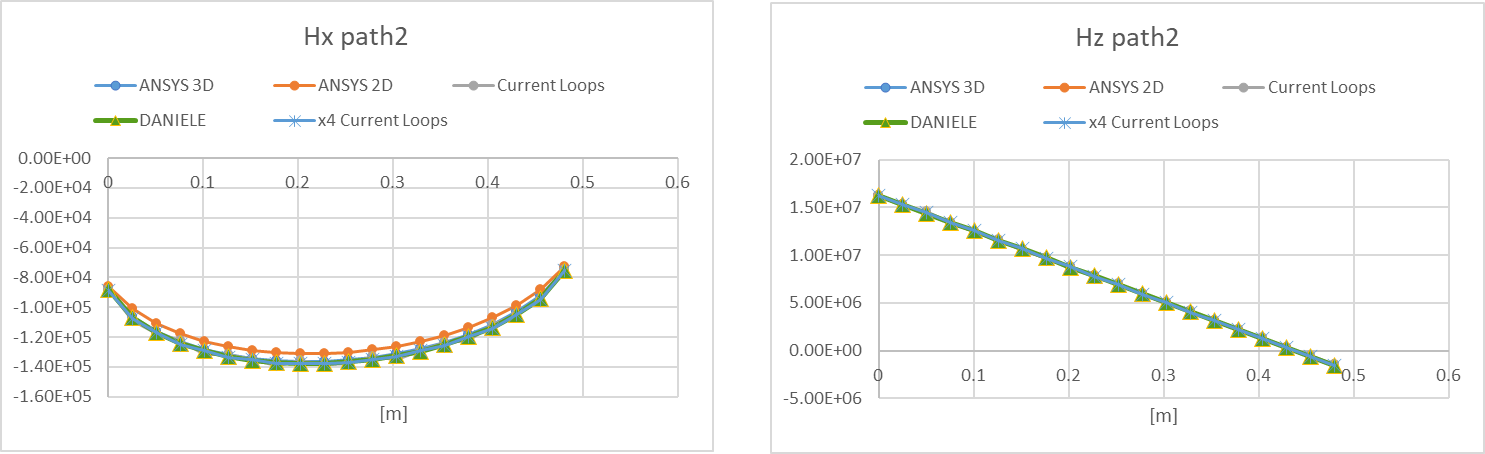 Hx path2
ANSYS 3D ANSYS 2D Current Loops
DANIELE x4 Current Loops
0.00E+00
0 0.1 0.2 0.3 0.4 0.5 0.6
-2.00E+04
-4.00E+04
-6.00E+04
-8.00E+04
-1.00E+05
-1.20E+05
-1.40E+05
-1.60E+05
[m]
Hz path2
ANSYS 3D ANSYS 2D Current Loops
DANIELE x4 Current Loops
2.00E+07
1.50E+07
1.00E+07
5.00E+06
0.00E+00
0 0.1 0.2 0.3 0.4 0.5 0.6
-5.00E+06
[m]